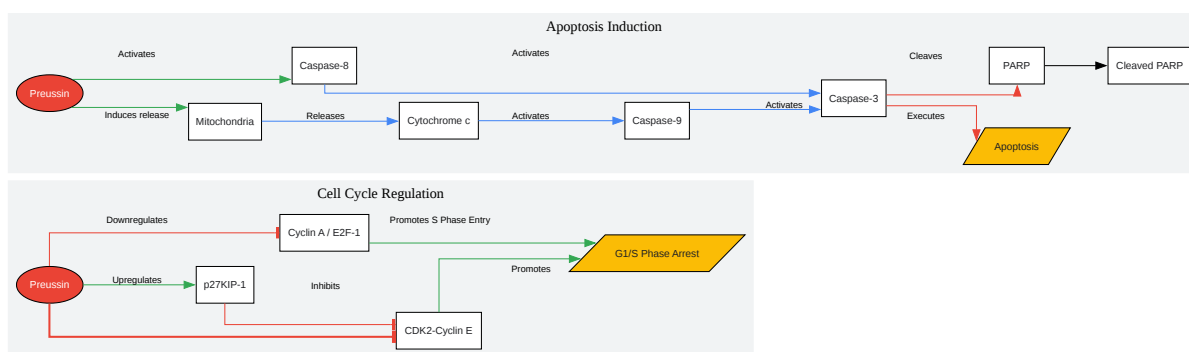 Apoptosis Induction
Activates
Activates
Cleaves
Caspase-8
PARP
Cleaved PARP
Preussin
Caspase-3
Induces release
Mitochondria
Releases
Cytochrome c
Activates
Caspase-9
Activates
Executes
Apoptosis
Cell Cycle Regulation
Downregulates
Cyclin A / E2F-1
Promotes S Phase Entry
G1/S Phase Arrest
Promotes
Preussin
Upregulates
p27KIP-1
Inhibits
CDK2-Cyclin E